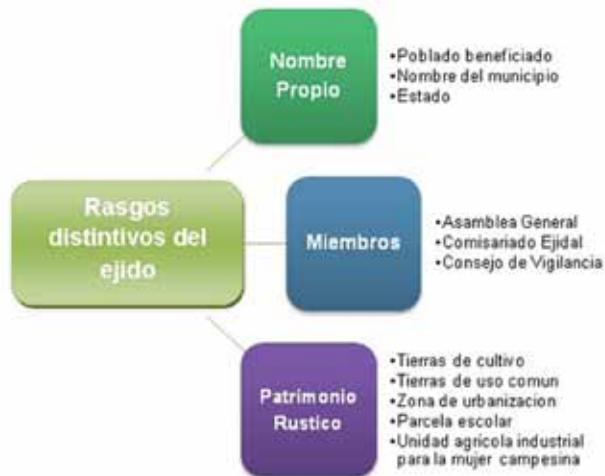 Nombre
Propio
•Poblado beneficiado
•Nombre del municipio
•Estado
Rasgos
distintivos del
ejido
Miembros
•Asamblea General
•Comisariado Ejidal
•Consejo de Vigilancia
Patrimonio
Rustico
•Tierras de cultivo
•Tierras de uso comun
•Zona de urbanizacion
•Parcela escolar
•Unidad agricola industrial
para la mujer campesina